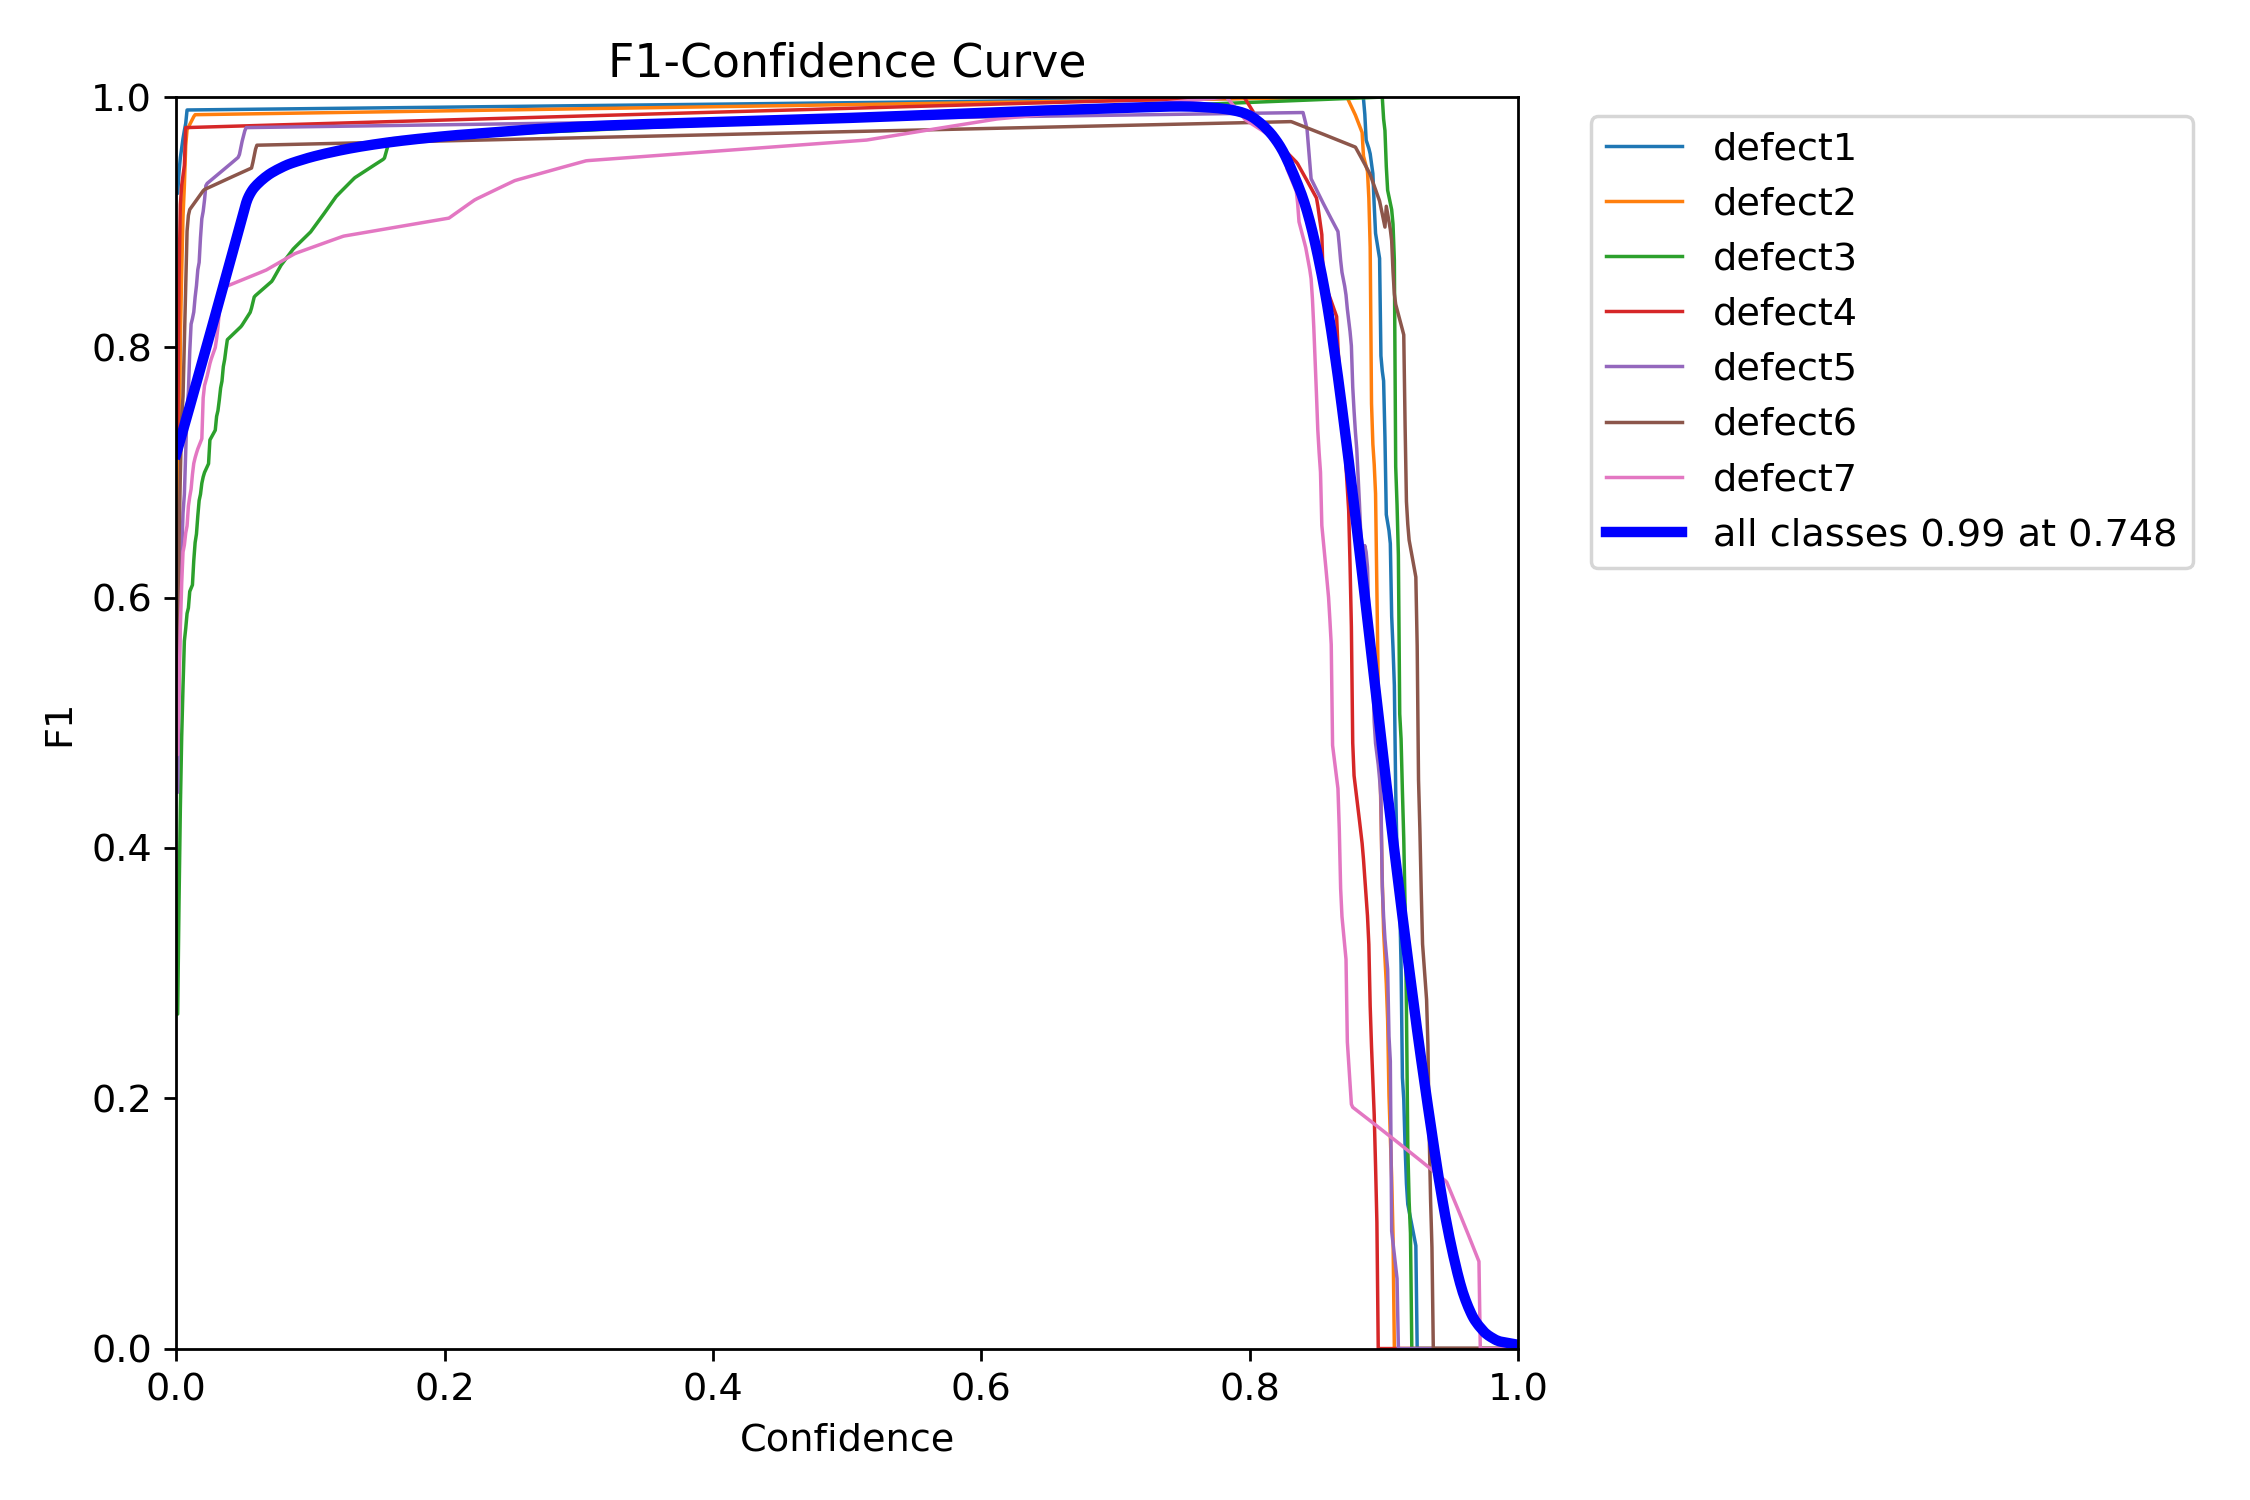 F1-Confidence Curve
1.0
0.8
0.6
0.4
0.2
0.0
F1
0.0 0.2 0.4 0.6 0.8 1.0
Confidence
defect1
defect2
defect3
defect4
defect5
defect6
defect7
all classes 0.99 at 0.748